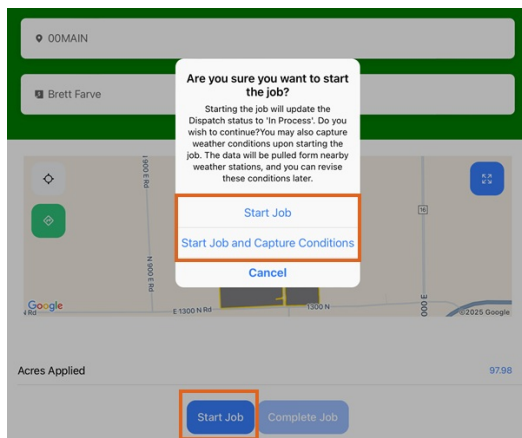 00MAIN
Brett Farve
Are you sure you want to start
the job?
Starting the job will update the
Dispatch status to 'In Process'. Do you
wish to continue?You may also capture
weather conditions upon starting the
job. The data will be pulled form nearby
weather stations, and you can revise
these conditions later.
Start Job
Start Job and Capture Conditions
Cancel
900 E Rd
N 900 E Rd
16
000 E
Google
Rd
E 1300 N Rd
1300 N
©2025 Google
Acres Applied
97.98
Start Job
Complete Job